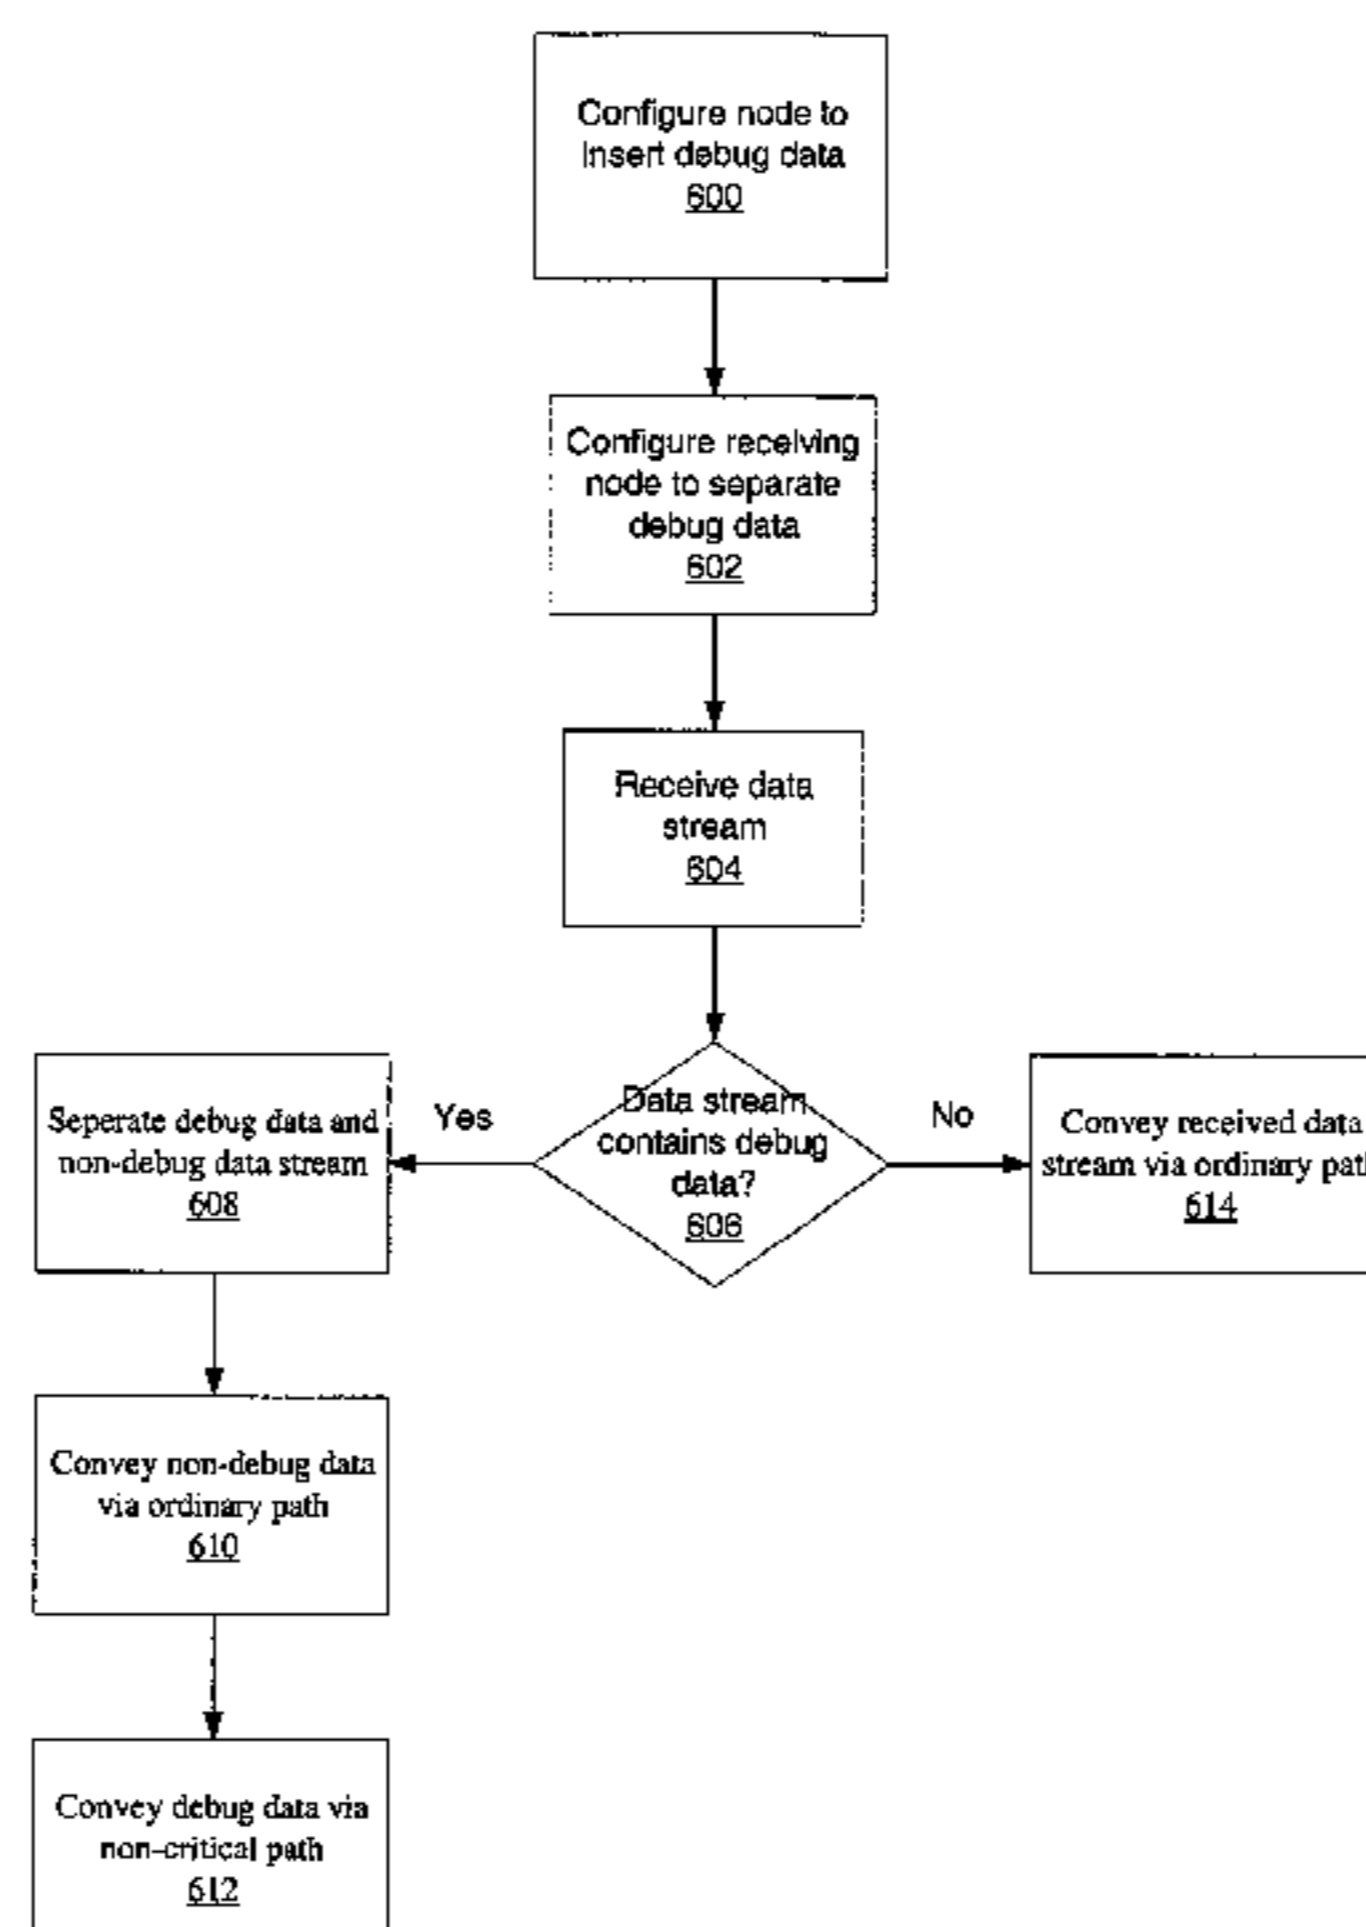 Configure node to
Insert debug data
600
Configure receiving
node to separate
debug data
602
Receive data
stream
604
Data stream
contains debug
data?
606
Yes
No
Seperate debug data and
non-debug data stream
608
Convey received data
stream via ordinary path
614
Convey non-debug data
via ordinary path
610
Convey debug data via
non-critical path
612